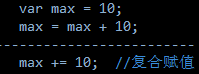 var max = 10;
max = max + 10;
max += 10;  //复合赋值